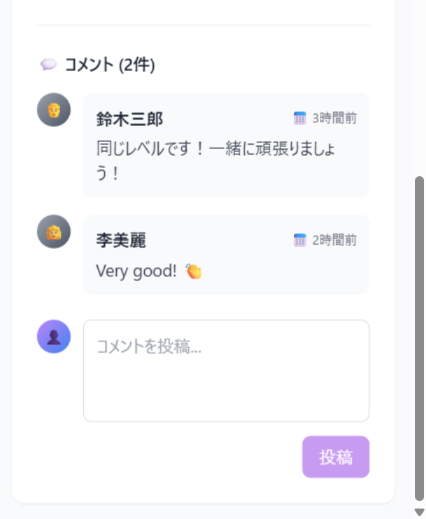 コメント (2件)
鈴木三郎
3時間前
同じレベルです！一緒に頑張りましょ
う！
李美麗
2時間前
Very good! 👏
コメントを投稿...
投稿